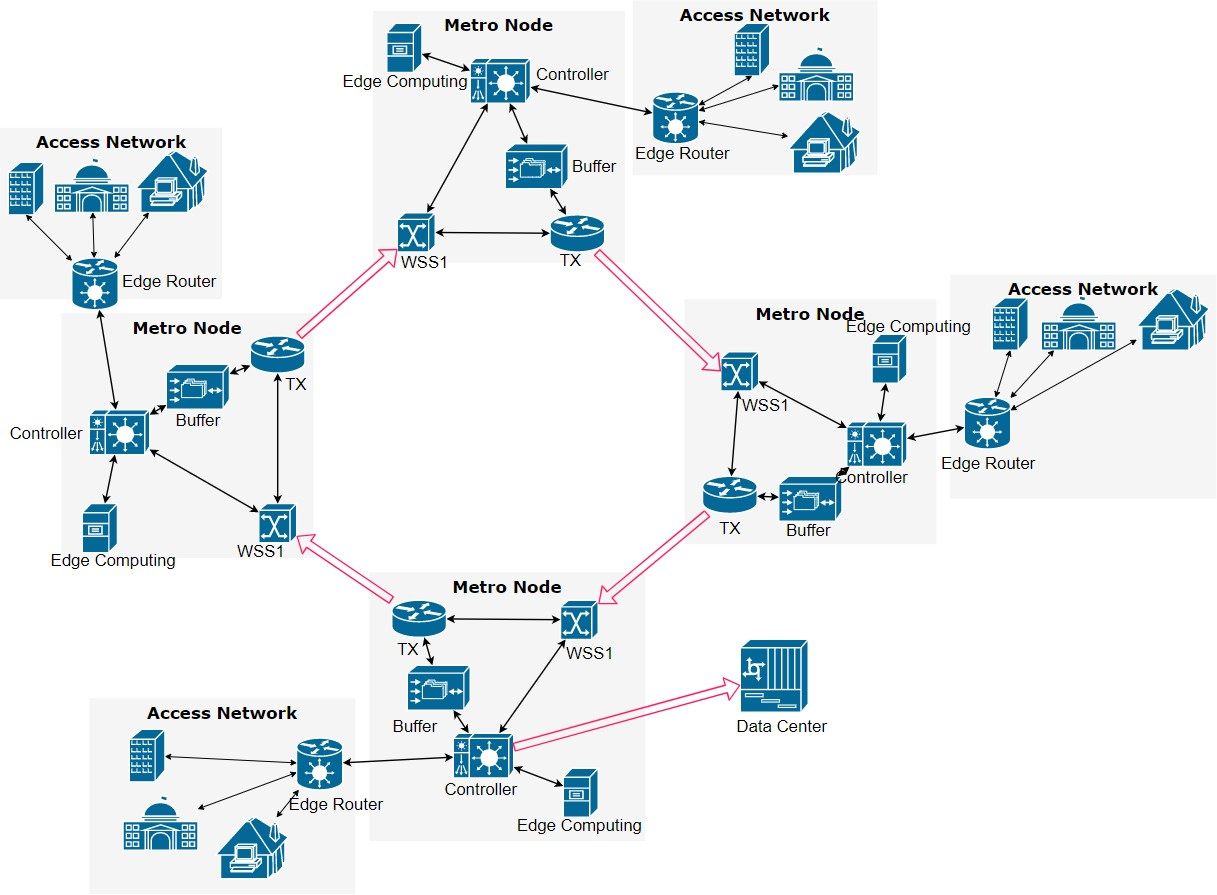 Metro Node
Edge Computing
Controller
Buffer
WSS1
TX
Access Network
Edge Router
Access Network
Edge Router
Metro Node
TX
Buffer
Controller
WSS1
Edge Computing
Metro Node
Edge Computing
WSS1
Controller
TX
Buffer
Access Network
Edge Router
Metro Node
TX
WSS1
Buffer
Controller
Edge Computing
Data Center
Access Network
Edge Router